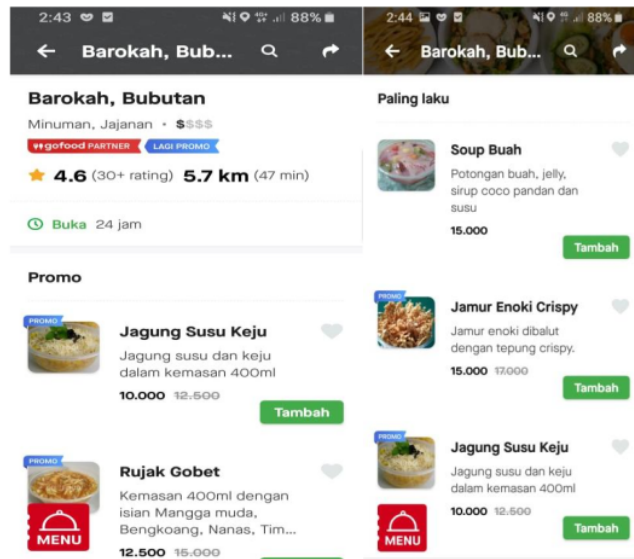 2:43
88%
Barokah, Bub...
Barokah, Bubutan
Minuman, Jajanan • $$$$
gofood PARTNER LAGI PROMO
4.6 (30+ rating) 5.7 km (47 min)
Buka 24 jam
Promo
PROMO
Jagung Susu Keju
Jagung susu dan keju
dalam kemasan 400ml
10.000 12.500
Tambah
PROMO
Rujak Gobet
Kemasan 400ml dengan
isian Mangga muda,
Bengkoang, Nanas, Tim...
12.500 15.000
MENU
2:44
88%
Barokah, Bub...
Paling laku
Soup Buah
Potongan buah, jelly,
sirup coco pandan dan
susu
15.000
Tambah
PROMO
Jamur Enoki Crispy
Jamur enoki dibalut
dengan tepung crispy.
15.000 17.000
Tambah
PROMO
Jagung Susu Keju
Jagung susu dan keju
dalam kemasan 400ml
10.000 12.500
Tambah
MENU